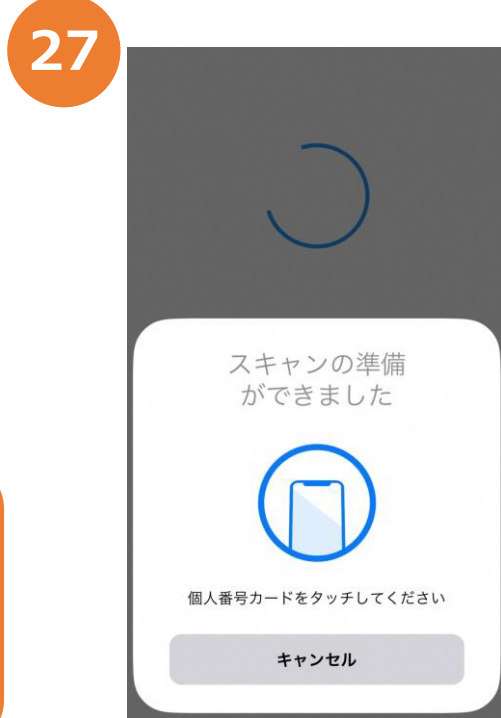 27
スキャンの準備
ができました
個人番号カードをタッチしてください
キャンセル